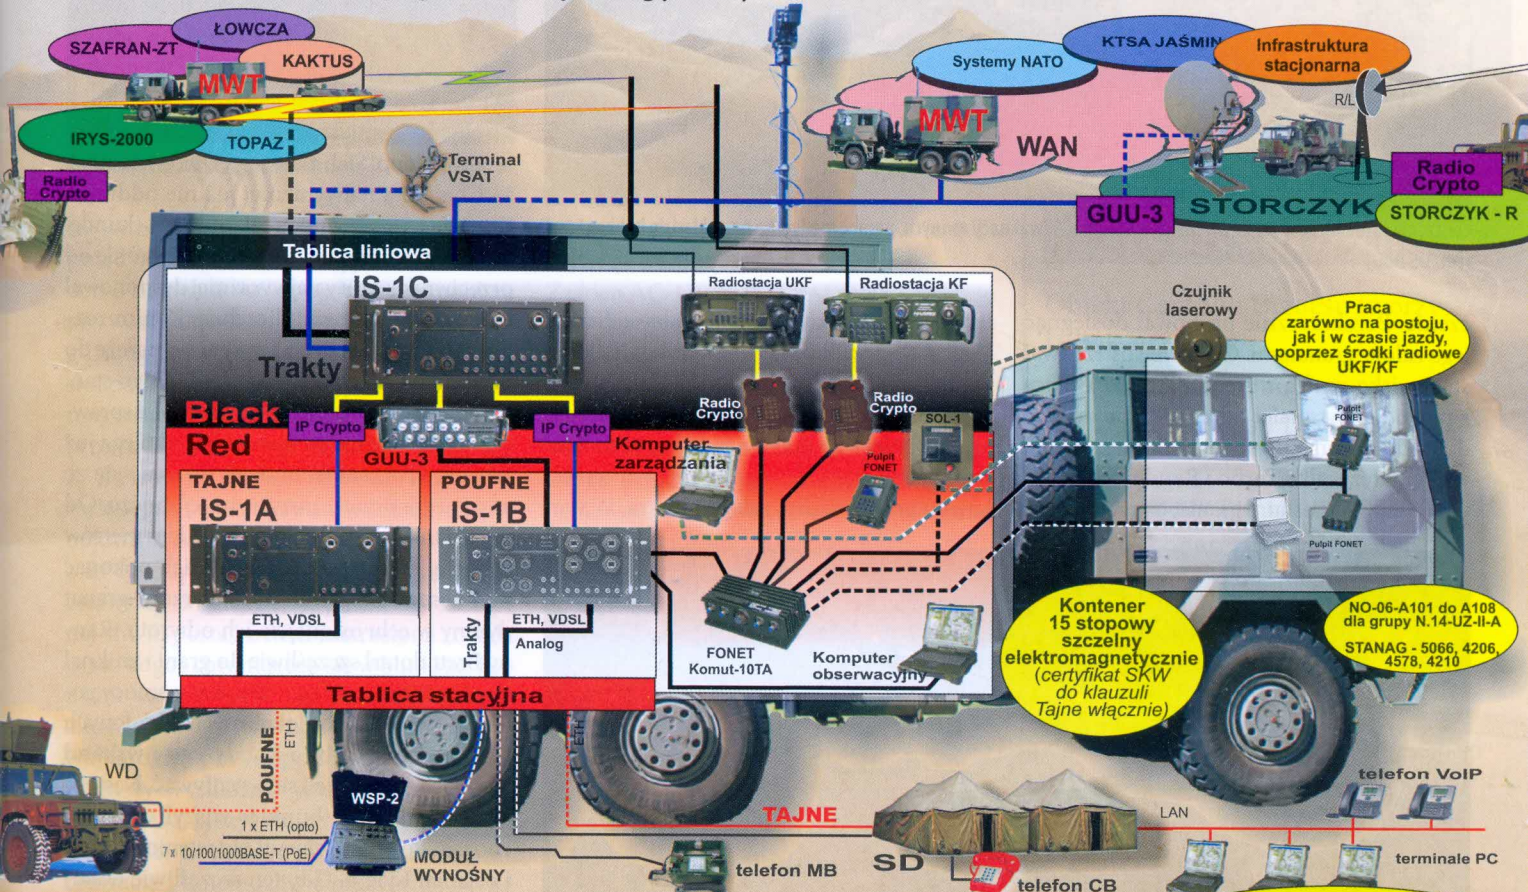 ŁOWCZA
SZAFRAN-ZT
KAKTUS
MWT
IRYS-2000
TOPAZ
Radio
Crypto
Terminal
VSAT
Systemy NATO
KTSA JAŚMIN
Infrastruktura
stacjonarna
R/L
MWT
WAN
GUU-3
STORCZYK
Radio
Crypto
STORCZYK - R
Tablica liniowa
IS-1C
Trakty
Radiostacja UKF
Radiostacja KF
Czujnik
laserowy
Praca
zarówno na postoju,
jak i w czasie jazdy,
poprzez środki radiowe
UKF/KF
Black
Red
IP Crypto
GUU-3
IP Crypto
Radio
Crypto
Radio
Crypto
SOL-1
Komputer
zarządzania
Pulpit
FONET
Pulpit
FONET
Pulpit FONET
TAJNE
IS-1A
POUFNE
IS-1B
ETH, VDSL
Trakty
ETH, VDSL
Analog
FONET
Komut-10TA
Komputer
obserwacyjny
Tablica stacyjna
Kontener
15 stopowy
szczelny
elektromagnetycznie
(certyfikat SKW
do klauzuli
Tajne włącznie)
NO-06-A101 do A108
dla grupy N.14-UZ-II-A
STANAG - 5066, 4206,
4578, 4210
WD
POUFNE
ETH
ETH
WSP-2
1 x ETH (opto)
7 x 10/100/1000BASE-T (PoE)
MODUŁ
WYNOŚNY
telefon MB
TAJNE
SD
telefon CB
LAN
telefon VoIP
terminale PC